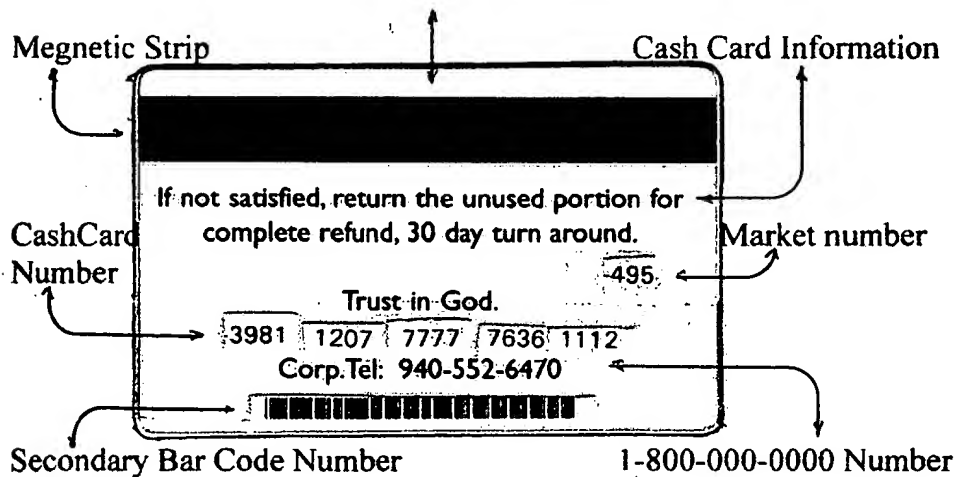 Megnetic Strip
Cash Card Information
If not satisfied, return the unused portion for
complete refund, 30 day turn around.
CashCard
Number
Market number
495
Trust in God.
3981 1207 7777 7636 1112
Corp.Tel: 940-552-6470
Secondary Bar Code Number
1-800-000-0000 Number